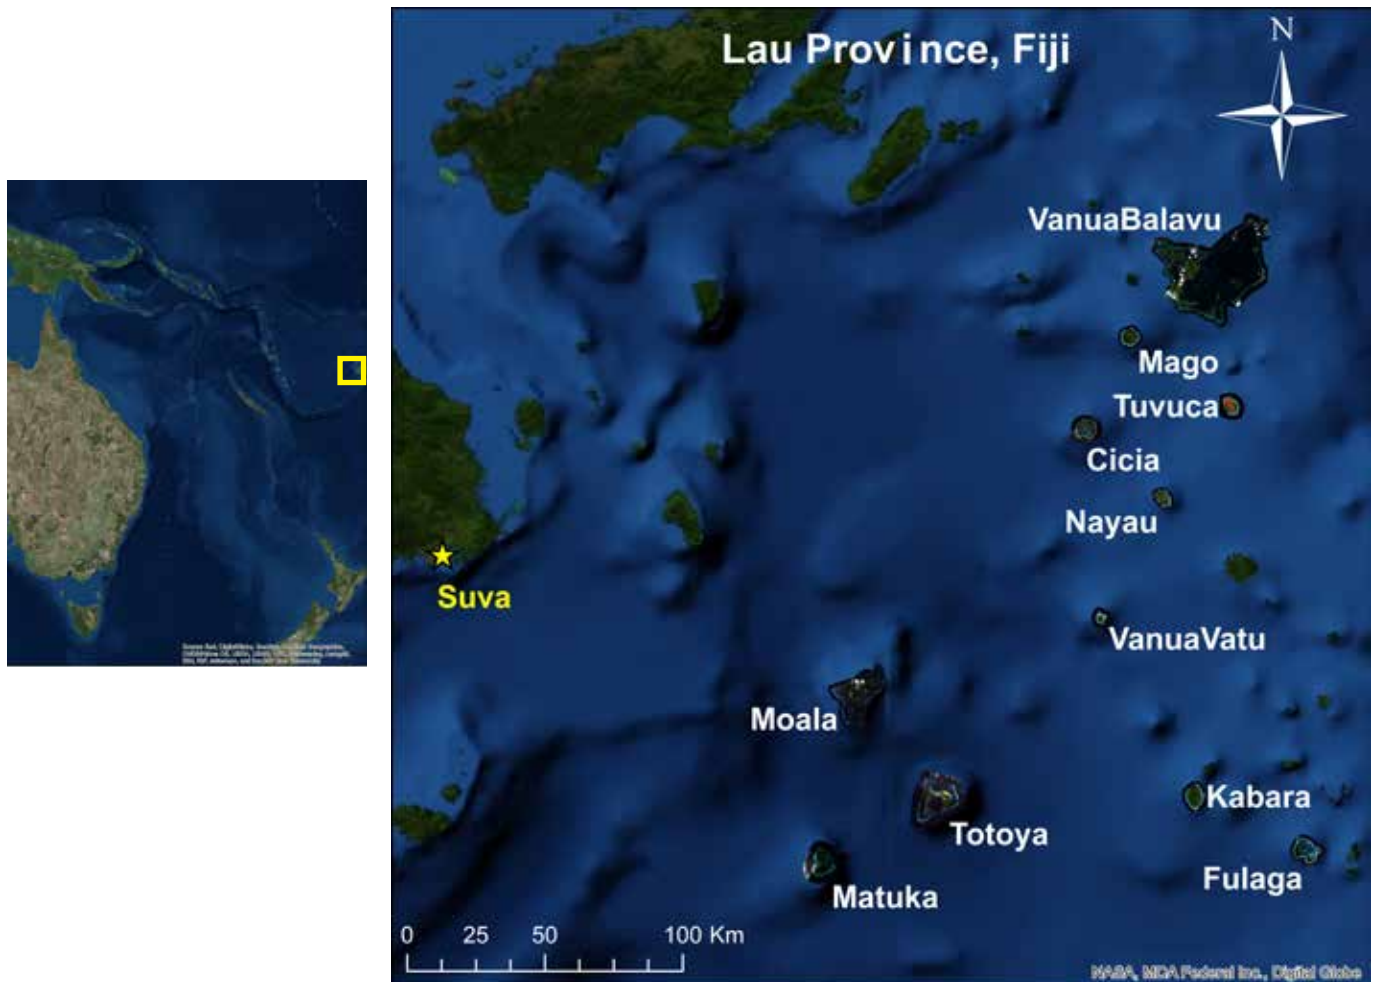 Lau Province, Fiji
N
VanuaBalavu
Mago
Tuvuca
Cicia
Nayau
Suva
VanuaVatu
Moala
Kabara
Totoya
Fulaga
Matuka
0 25 50 100 Km
NASA, MDA Federal Inc., Digital Globe